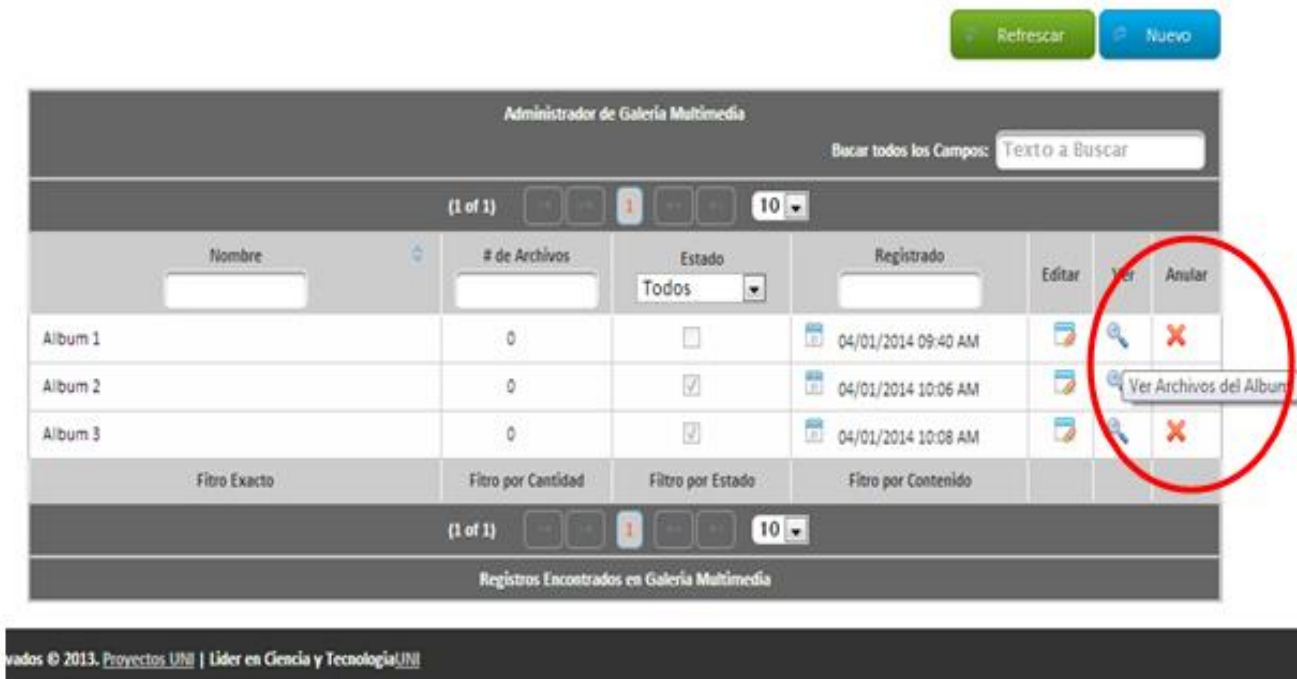 Refrescar Nuevo
Administrador de Galeria Multimedia
Bucar todos los Campos: Texto a Buscar
(1 of 1) 1 10
Nombre # de Archivos Estado Registrado Editar Ver Anular
Todos
Album 1 0 04/01/2014 09:40 AM
Album 2 0 04/01/2014 10:06 AM
Ver Archivos del Album
Album 3 0 04/01/2014 10:08 AM
Fitro Exacto Fitro por Cantidad Filtro por Estado Fitro por Contenido
(1 of 1) 1 10
Registros Encontrados en Galeria Multimedia
vados © 2013. Proyectos UNI | Lider en Ciencia y TecnologiaUNI